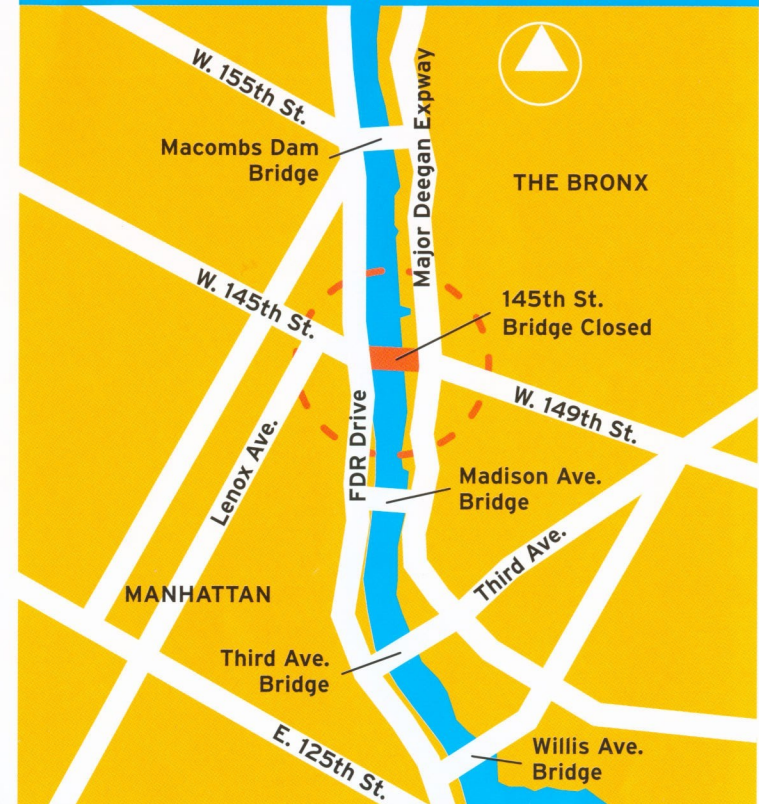 W. 155th St.
Macombs Dam
Bridge
Major Deegan Expway
THE BRONX
W. 145th St.
145th St.
Bridge Closed
W. 149th St.
FDR Drive
Lenox Ave.
Madison Ave.
Bridge
Third Ave.
MANHATTAN
Third Ave.
Bridge
E. 125th St.
Willis Ave.
Bridge